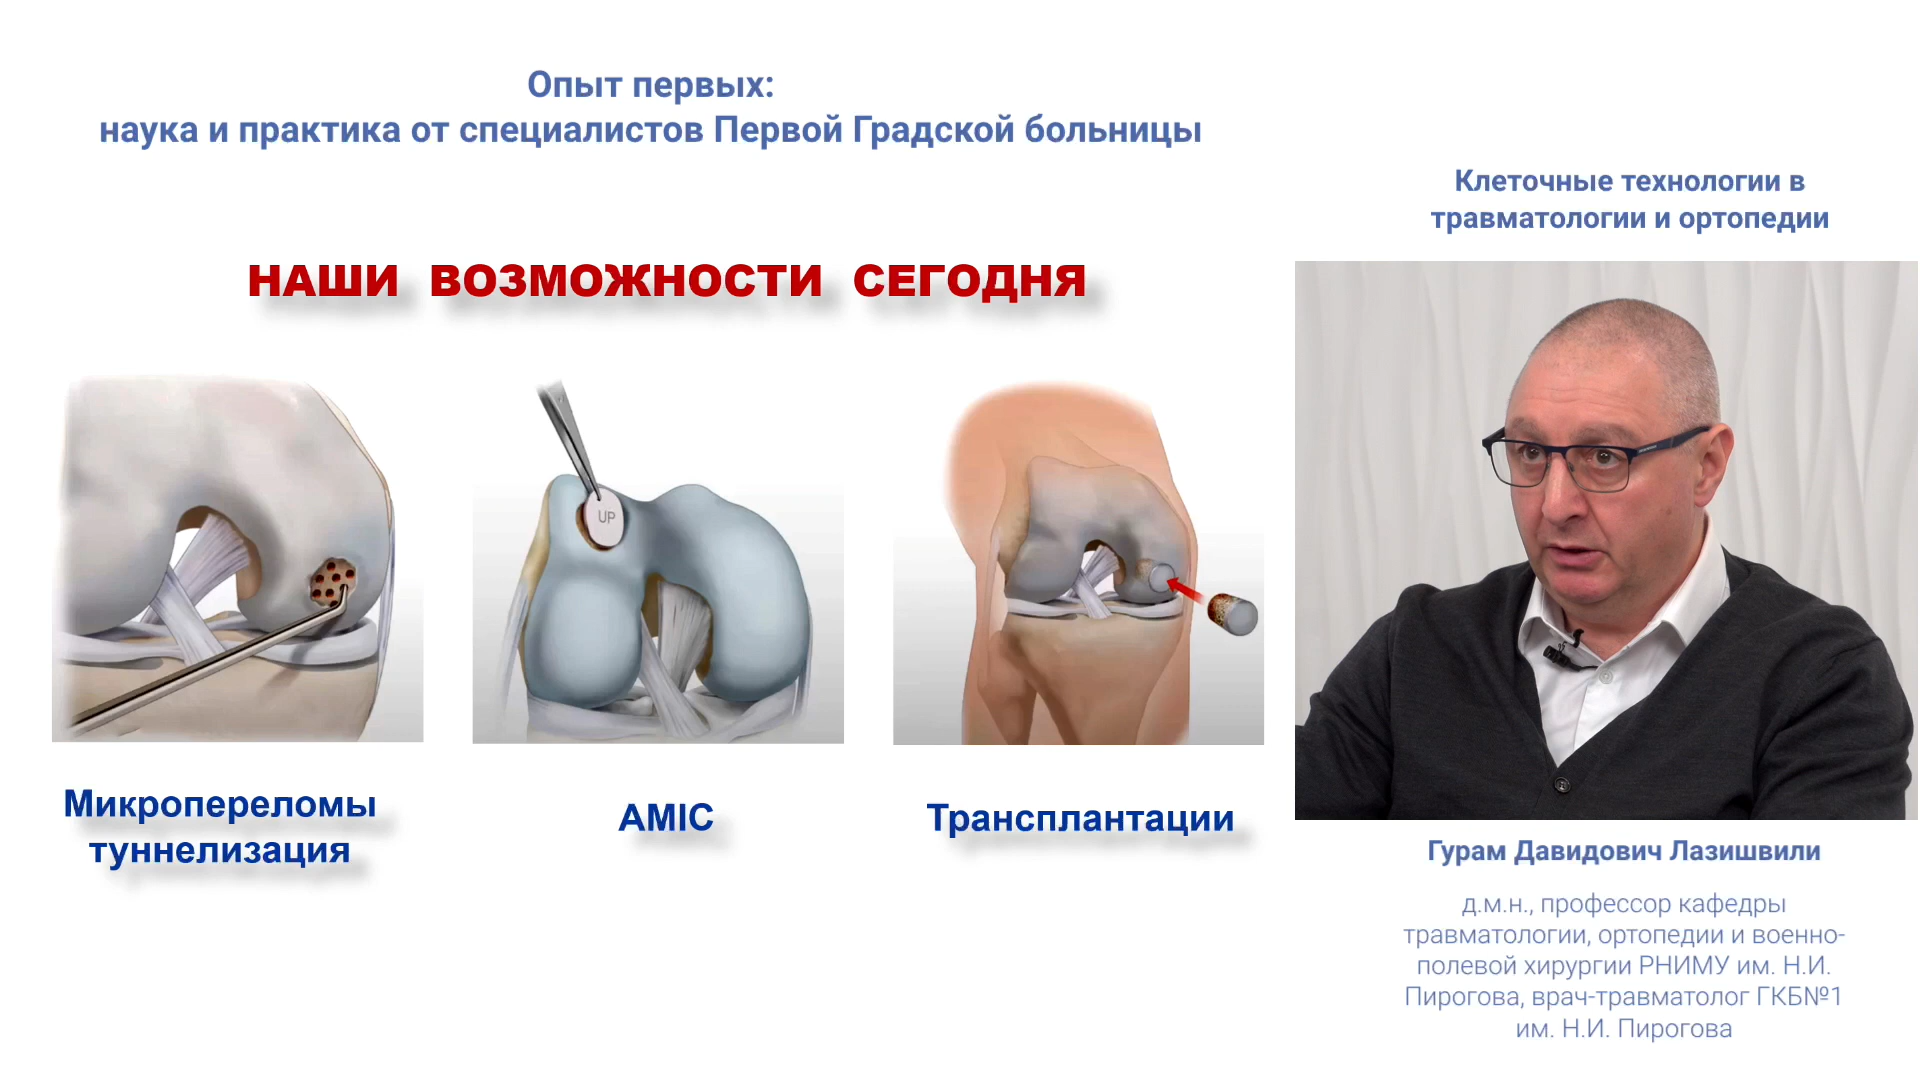 Опыт первых:
наука и практика от специалистов Первой Градской больницы
Клеточные технологии в
травматологии и ортопедии
НАШИ ВОЗМОЖНОСТИ СЕГОДНЯ
UP
Микропереломы
туннелизация
AMIC
Трансплантации
Гурам Давидович Лазишвили
д.м.н., профессор кафедры
травматологии, ортопедии и военно-
полевой хирургии РНИМУ им. Н.И.
Пирогова, врач-травматолог ГКБ№1
им. Н.И. Пирогова